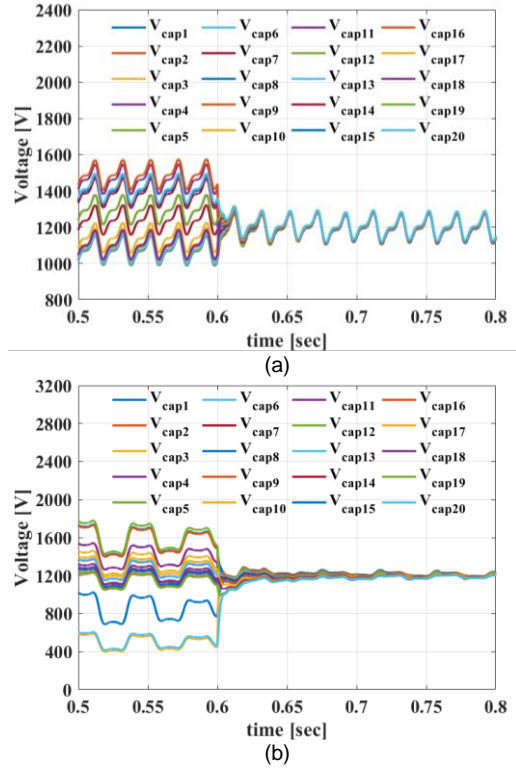 2400
2200
2000
1800
1600
1400
1200
1000
800
Voltage [V]
V_cap1 V_cap6 V_cap11 V_cap16
V_cap2 V_cap7 V_cap12 V_cap17
V_cap3 V_cap8 V_cap13 V_cap18
V_cap4 V_cap9 V_cap14 V_cap19
V_cap5 V_cap10 V_cap15 V_cap20
0.5 0.55 0.6 0.65 0.7 0.75 0.8
time [sec]
(a)
3200
2800
2400
2000
1600
1200
800
400
0
Voltage [V]
V_cap1 V_cap6 V_cap11 V_cap16
V_cap2 V_cap7 V_cap12 V_cap17
V_cap3 V_cap8 V_cap13 V_cap18
V_cap4 V_cap9 V_cap14 V_cap19
V_cap5 V_cap10 V_cap15 V_cap20
0.5 0.55 0.6 0.65 0.7 0.75 0.8
time [sec]
(b)